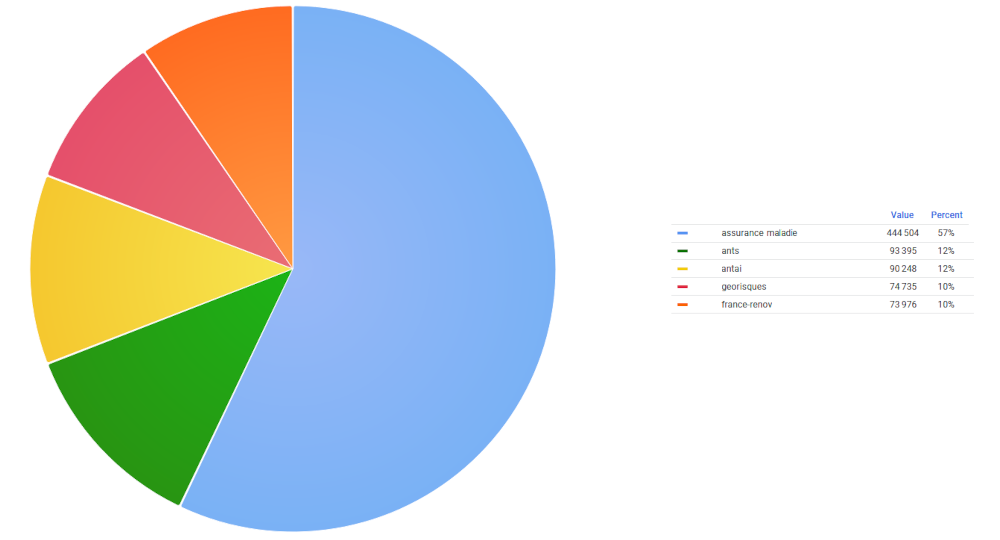 Value Percent
assurance maladie 444 504 57%
ants 93 395 12%
antai 90 248 12%
georisques 74 735 10%
france-renov 73 976 10%